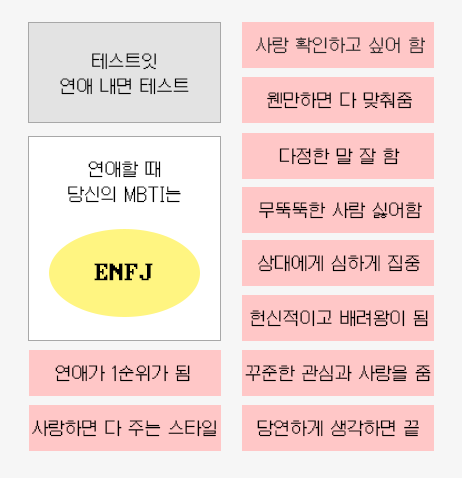 테스트잇
연애 내면 테스트
연애할 때
당신의 MBTI는
ENFJ
연애가 1순위가 됨
사랑하면 다 주는 스타일
사랑 확인하고 싶어 함
웬만하면 다 맞춰줌
다정한 말 잘 함
무뚝뚝한 사람 싫어함
상대에게 심하게 집중
헌신적이고 배려왕이 됨
꾸준한 관심과 사랑을 줌
당연하게 생각하면 끝